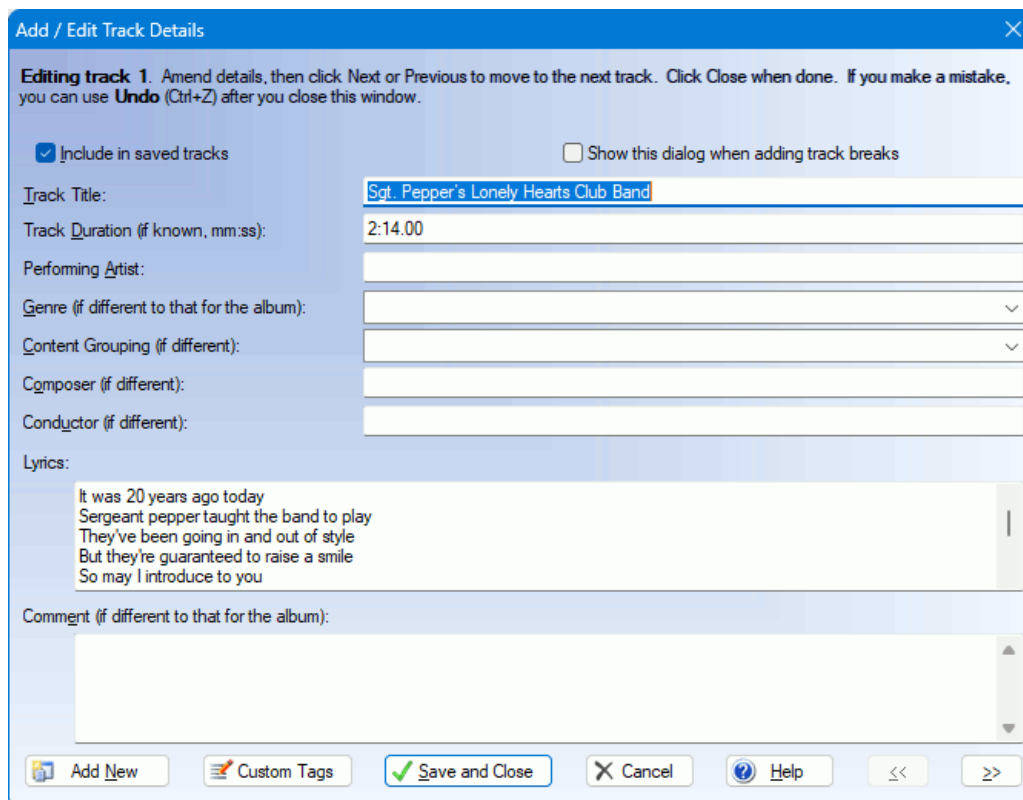 Add / Edit Track Details
Editing track 1. Amend details, then click Next or Previous to move to the next track. Click Close when done. If you make a mistake,
you can use Undo (Ctrl+Z) after you close this window.
Include in saved tracks
Show this dialog when adding track breaks
Track Title:
Sgt. Pepper's Lonely Hearts Club Band
Track Duration (if known, mm:ss):
2:14.00
Performing Artist:
Genre (if different to that for the album):
Content Grouping (if different):
Composer (if different):
Conductor (if different):
Lyrics:
It was 20 years ago today
Sergeant pepper taught the band to play
They've been going in and out of style
But they're guaranteed to raise a smile
So may I introduce to you
Comment (if different to that for the album):
Add New
Custom Tags
Save and Close
Cancel
Help
<<
>>